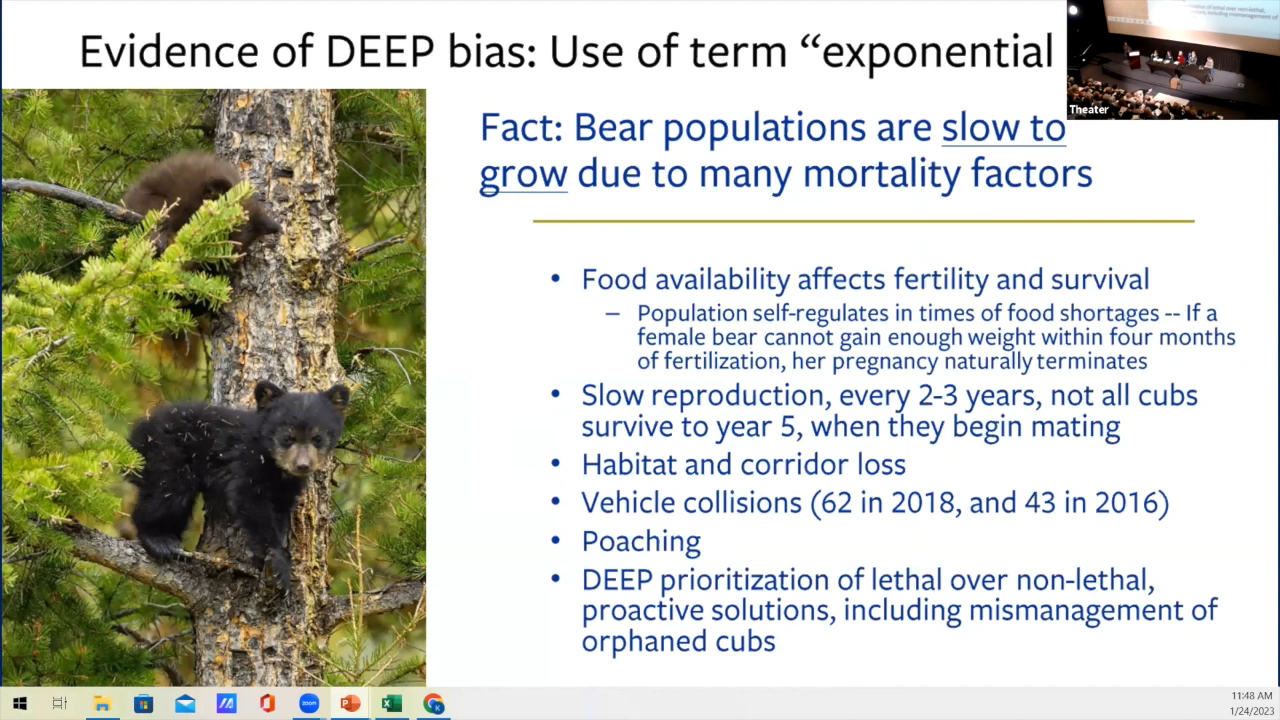 Evidence of DEEP bias: Use of term “exponential
Theater
Fact: Bear populations are slow to
grow due to many mortality factors
• Food availability affects fertility and survival
– Population self-regulates in times of food shortages -- If a
female bear cannot gain enough weight within four months
of fertilization, her pregnancy naturally terminates
• Slow reproduction, every 2-3 years, not all cubs
survive to year 5, when they begin mating
• Habitat and corridor loss
• Vehicle collisions (62 in 2018, and 43 in 2016)
• Poaching
• DEEP prioritization of lethal over non-lethal,
proactive solutions, including mismanagement of
orphaned cubs
zoom
11:48 AM
1/24/2023